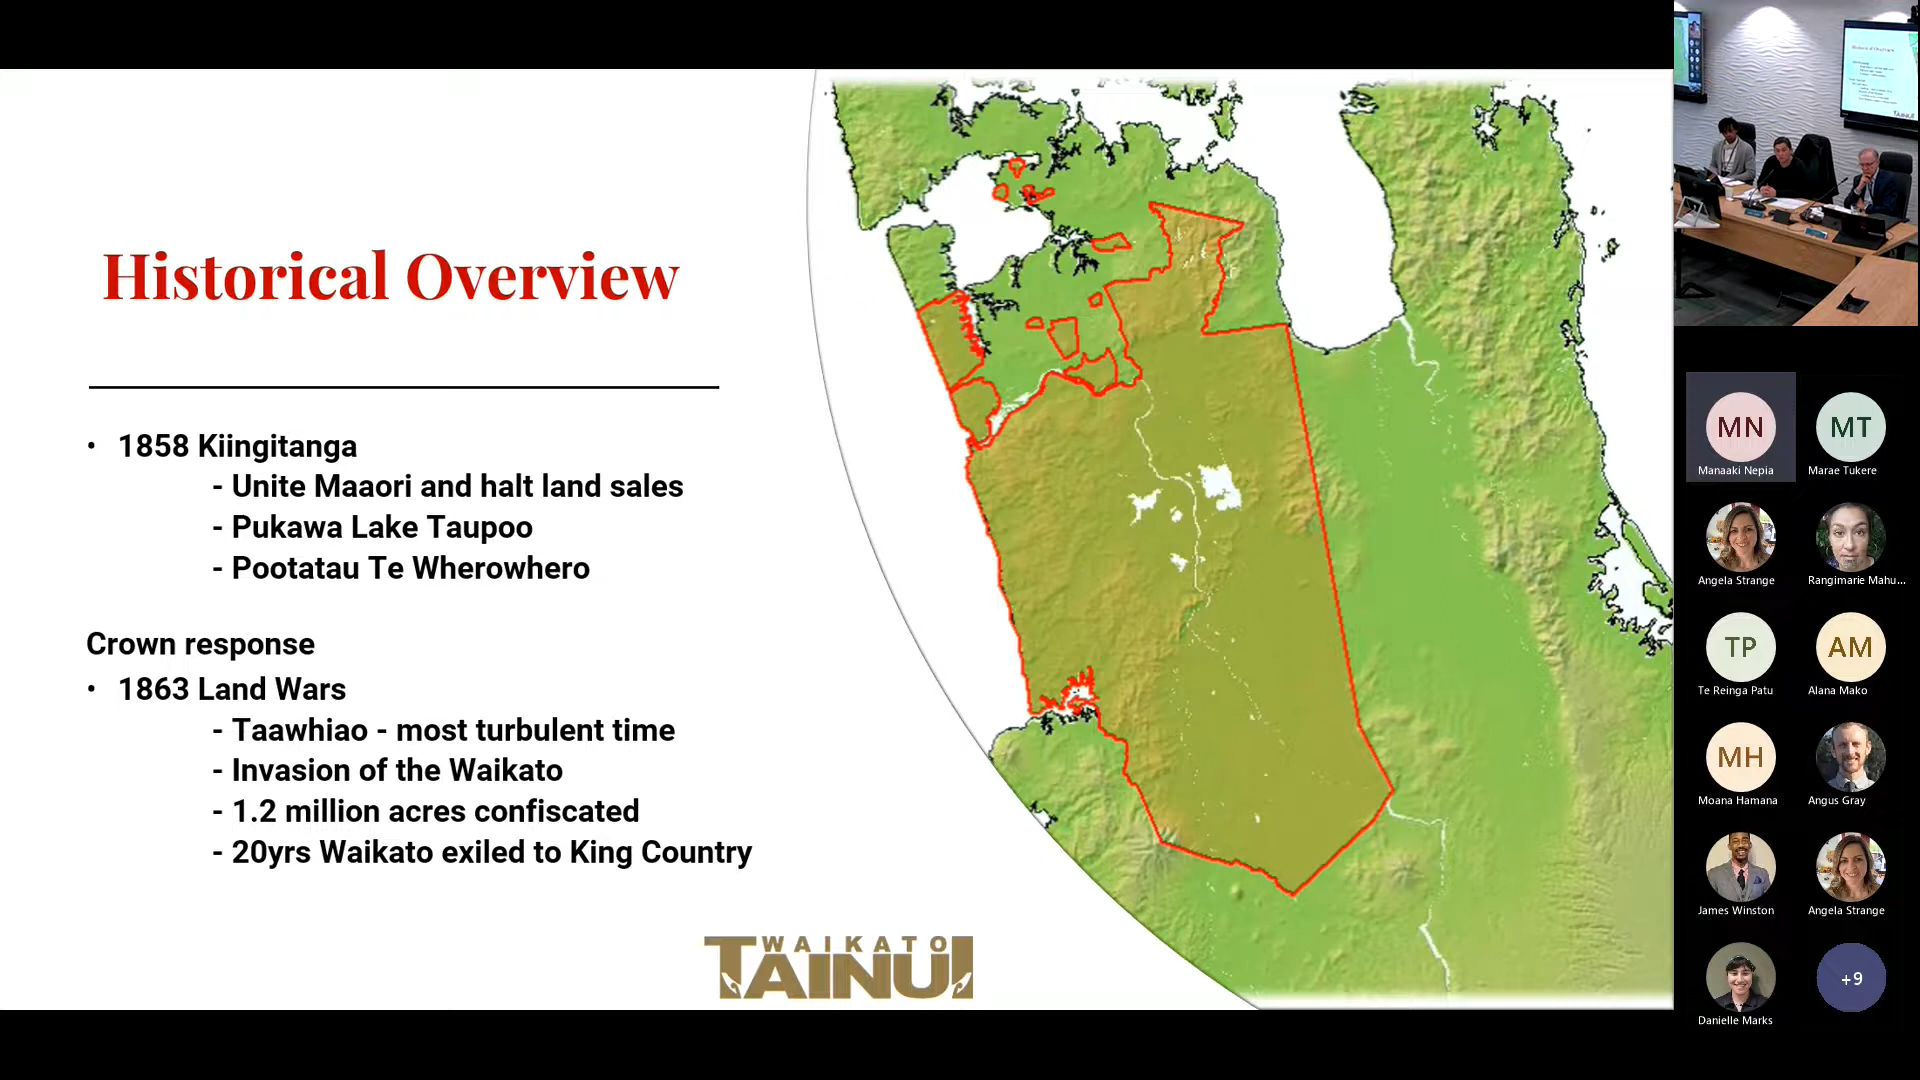 Historical Overview
• 1858 Kiingitanga
- Unite Maaori and halt land sales
- Pukawa Lake Taupoo
- Pootatau Te Wherowhero
Crown response
• 1863 Land Wars
- Taawhiao - most turbulent time
- Invasion of the Waikato
- 1.2 million acres confiscated
- 20yrs Waikato exiled to King Country
WAIKATO
TAINUI
Historical Overview
TAINUI
MN
Manaaki Nepia
MT
Marae Tukere
Angela Strange
Rangimarie Mahu...
TP
Te Reinga Patu
AM
Alana Mako
MH
Moana Hamana
Angus Gray
James Winston
Angela Strange
Danielle Marks
+9